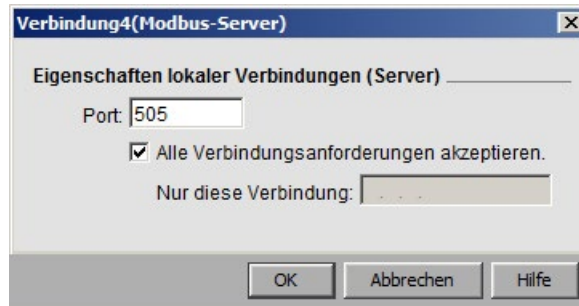 Verbindung4(Modbus-Server)
Eigenschaften lokaler Verbindungen (Server)
Port: 505
Alle Verbindungsanforderungen akzeptieren.
Nur diese Verbindung: . . .
OK Abbrechen Hilfe